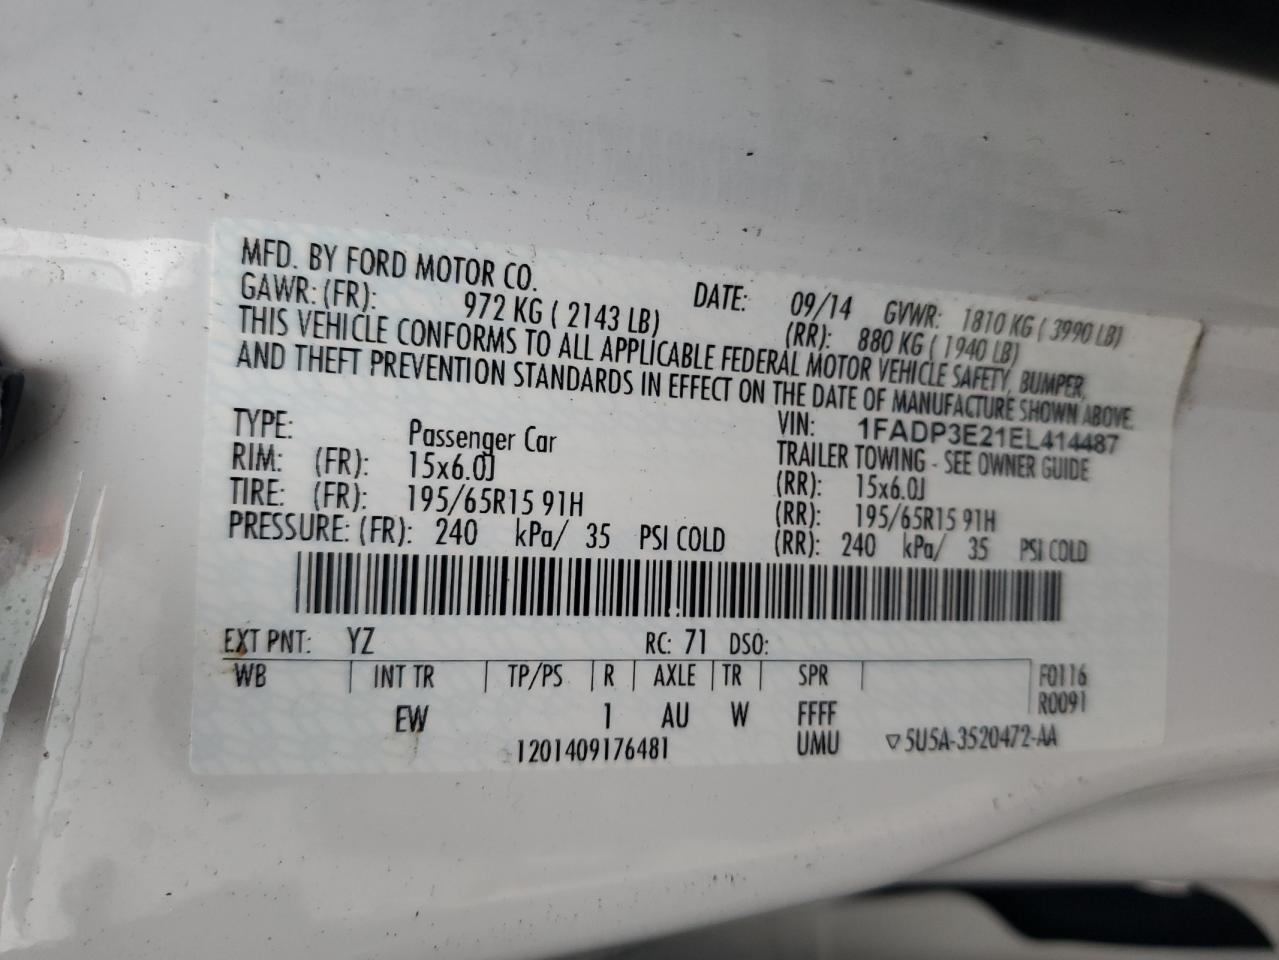 MFD. BY FORD MOTOR CO. DATE: 09/14 GVWR: 1810 KG ( 3990 LB)
GAWR: (FR): 972 KG ( 2143 LB) (RR): 880 KG ( 1940 LB)
THIS VEHICLE CONFORMS TO ALL APPLICABLE FEDERAL MOTOR VEHICLE SAFETY, BUMPER,
AND THEFT PREVENTION STANDARDS IN EFFECT ON THE DATE OF MANUFACTURE SHOWN ABOVE.
VIN: 1FADP3E21EL414487
TYPE: Passenger Car TRAILER TOWING - SEE OWNER GUIDE
RIM: (FR): 15x6.0J (RR): 15x6.0J
TIRE: (FR): 195/65R15 91H (RR): 195/65R15 91H
PRESSURE: (FR): 240 kPa/ 35 PSI COLD (RR): 240 kPa/ 35 PSI COLD
EXT PNT: YZ RC: 71 DSO:
WB INT TR TP/PS R AXLE TR SPR F0116
R0091
EW 1 AU W FFFF
1201409176481 UMU ▽5U5A-3520472-AA